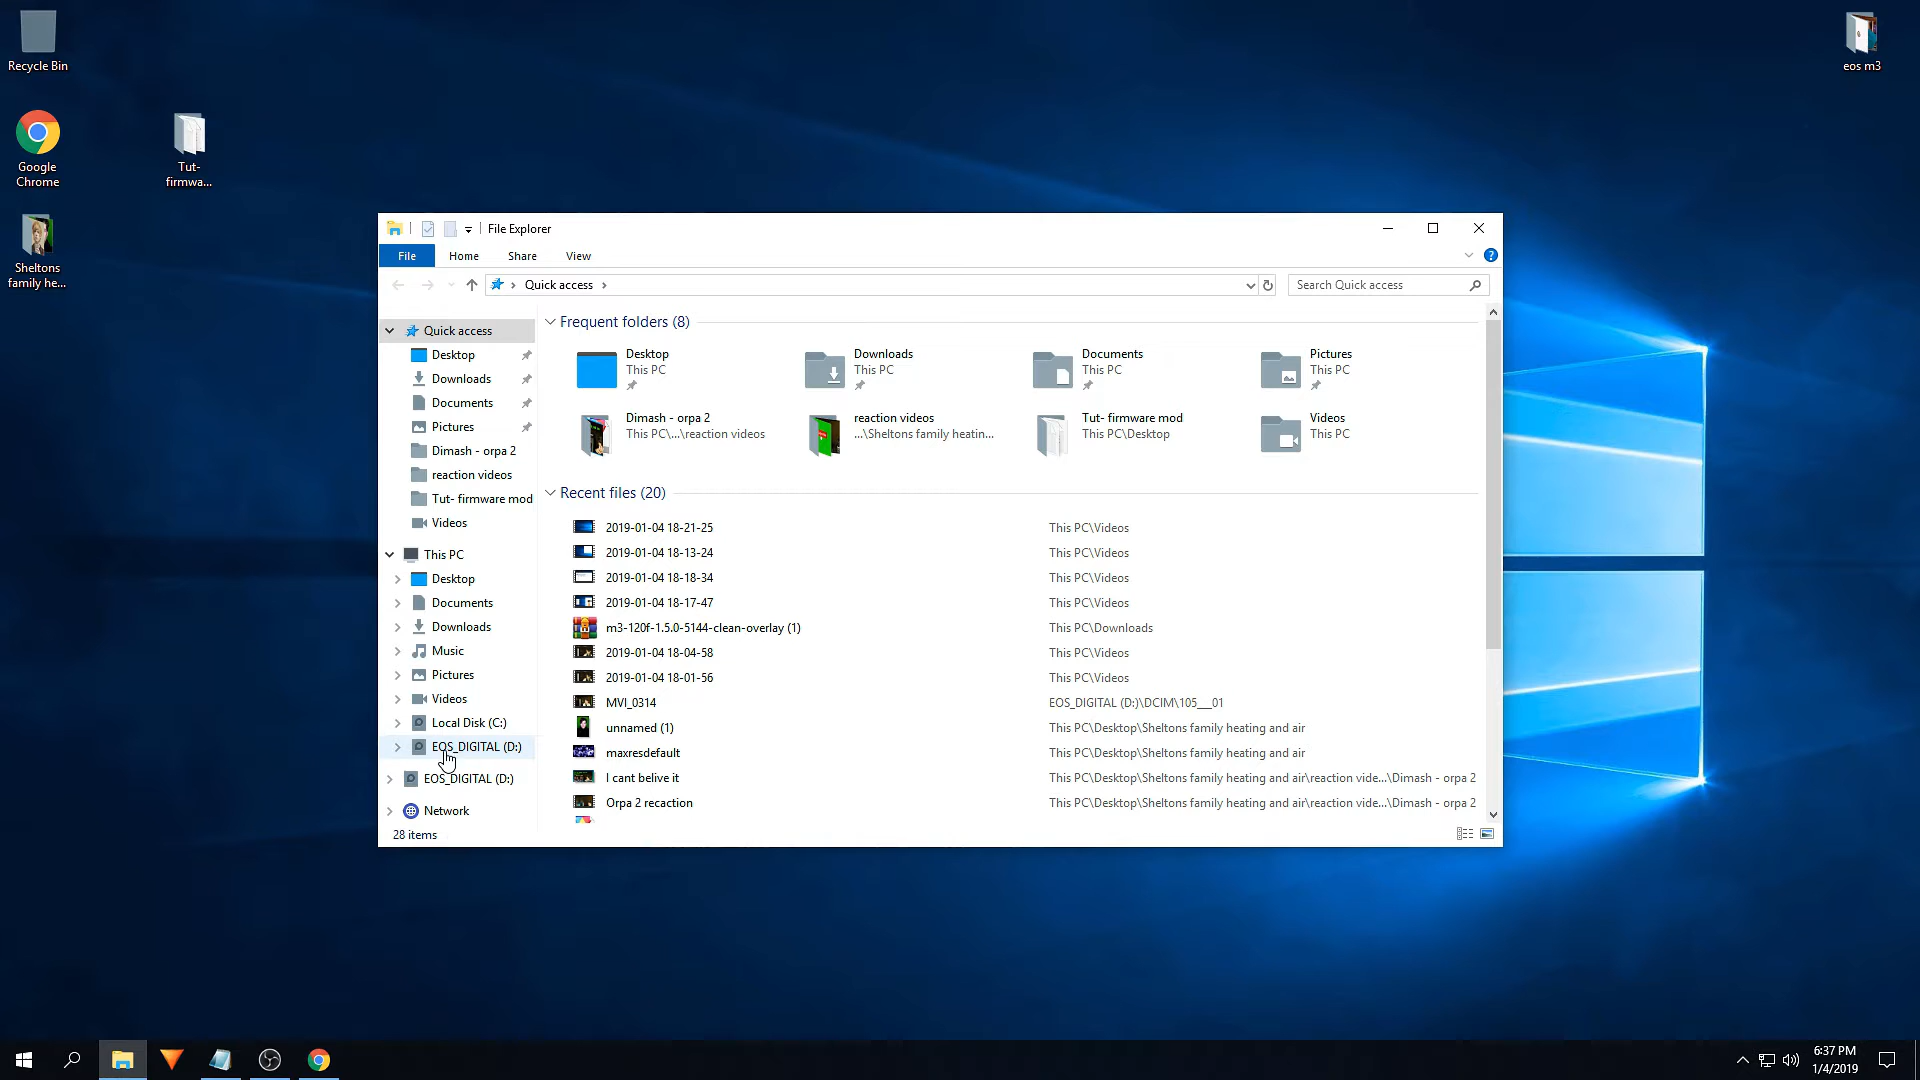 Recycle Bin
eos m3
Google
Chrome
Tut-
firmwa...
Sheltons
family he...
File Explorer
File
Home
Share
View
Quick access
Search Quick access
Quick access
Desktop
Downloads
Documents
Pictures
Dimash - orpa 2
reaction videos
Tut- firmware mod
Videos
This PC
Desktop
Documents
Downloads
Music
Pictures
Videos
Local Disk (C:)
EOS_DIGITAL (D:)
EOS_DIGITAL (D:)
Network
Frequent folders (8)
Desktop
This PC
Downloads
This PC
Documents
This PC
Pictures
This PC
Dimash - orpa 2
This PC\...\reaction videos
reaction videos
...\Sheltons family heatin...
Tut- firmware mod
This PC\Desktop
Videos
This PC
Recent files (20)
2019-01-04 18-21-25 This PC\Videos
2019-01-04 18-13-24 This PC\Videos
2019-01-04 18-18-34 This PC\Videos
2019-01-04 18-17-47 This PC\Videos
m3-120f-1.5.0-5144-clean-overlay (1) This PC\Downloads
2019-01-04 18-04-58 This PC\Videos
2019-01-04 18-01-56 This PC\Videos
MVI_0314 EOS_DIGITAL (D:)\DCIM\105___01
unnamed (1) This PC\Desktop\Sheltons family heating and air
maxresdefault This PC\Desktop\Sheltons family heating and air
I cant belive it This PC\Desktop\Sheltons family heating and air\reaction vide...\Dimash - orpa 2
Orpa 2 recaction This PC\Desktop\Sheltons family heating and air\reaction vide...\Dimash - orpa 2
28 items
6:37 PM
1/4/2019